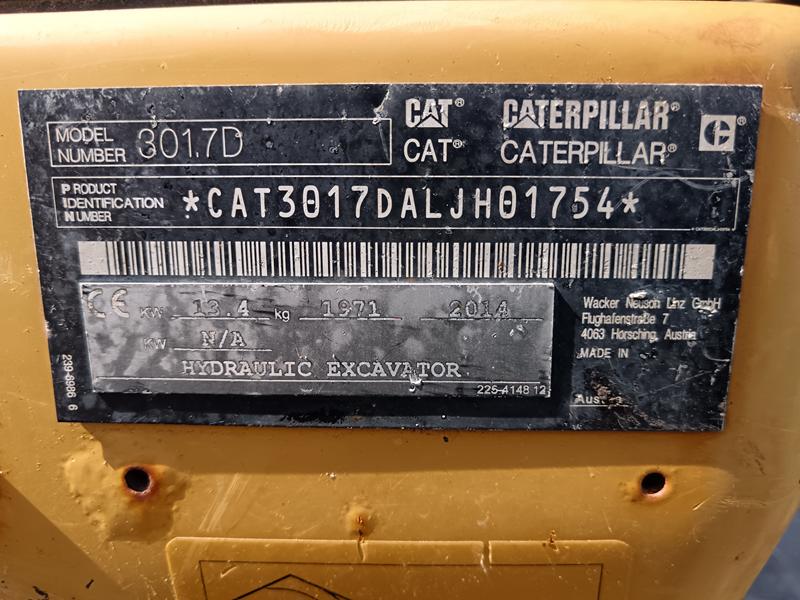 MODEL NUMBER 301.7D
CAT® CATERPILLAR®
CAT® CATERPILLAR®
PRODUCT IDENTIFICATION NUMBER *CAT3017DALJH01754*
CE KW 13.4 kg 1971 2014
KW N/A
HYDRAULIC EXCAVATOR
225-4148 12
239-6986 6
Wacker Neuson Linz GmbH
Flughafenstraße 7
4063 Hörsching, Austria
MADE IN